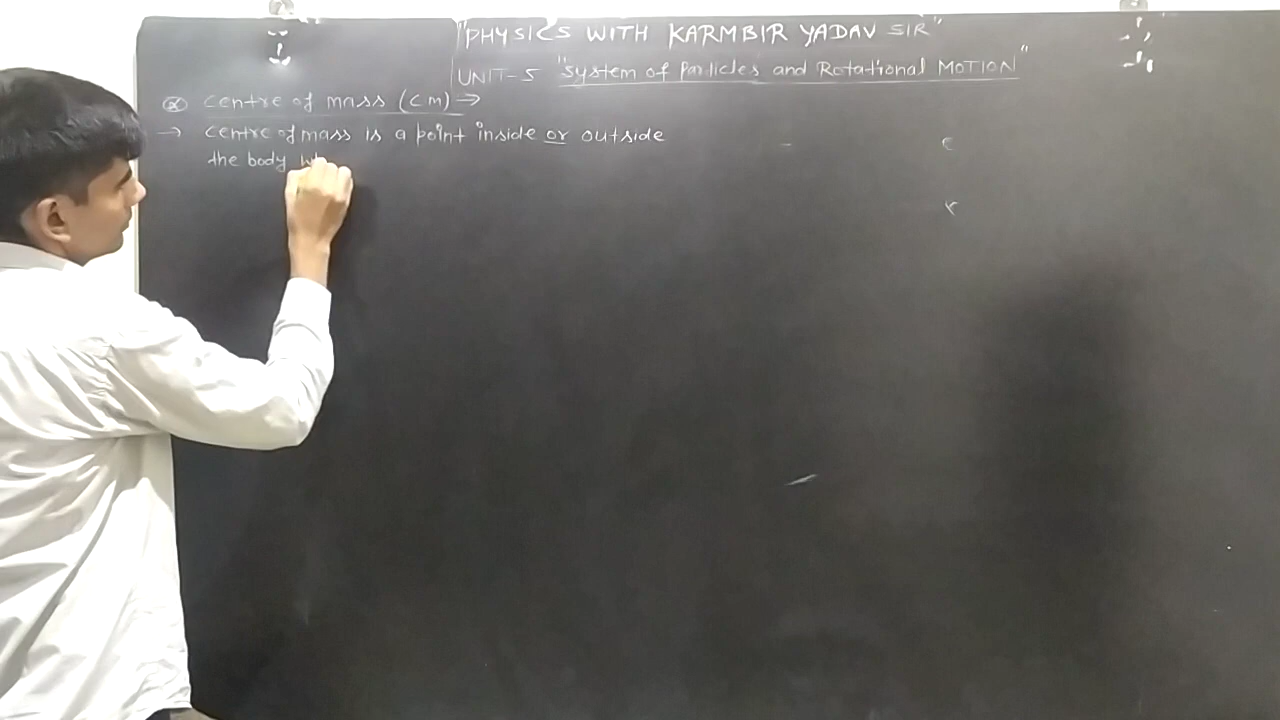 "PHYSICS WITH KARMBIR YADAV SIR"
UNIT-5 "System of Particles and Rotational MOTION"
Centre of mass (CM) →
→ Centre of mass is a point inside or outside
the body